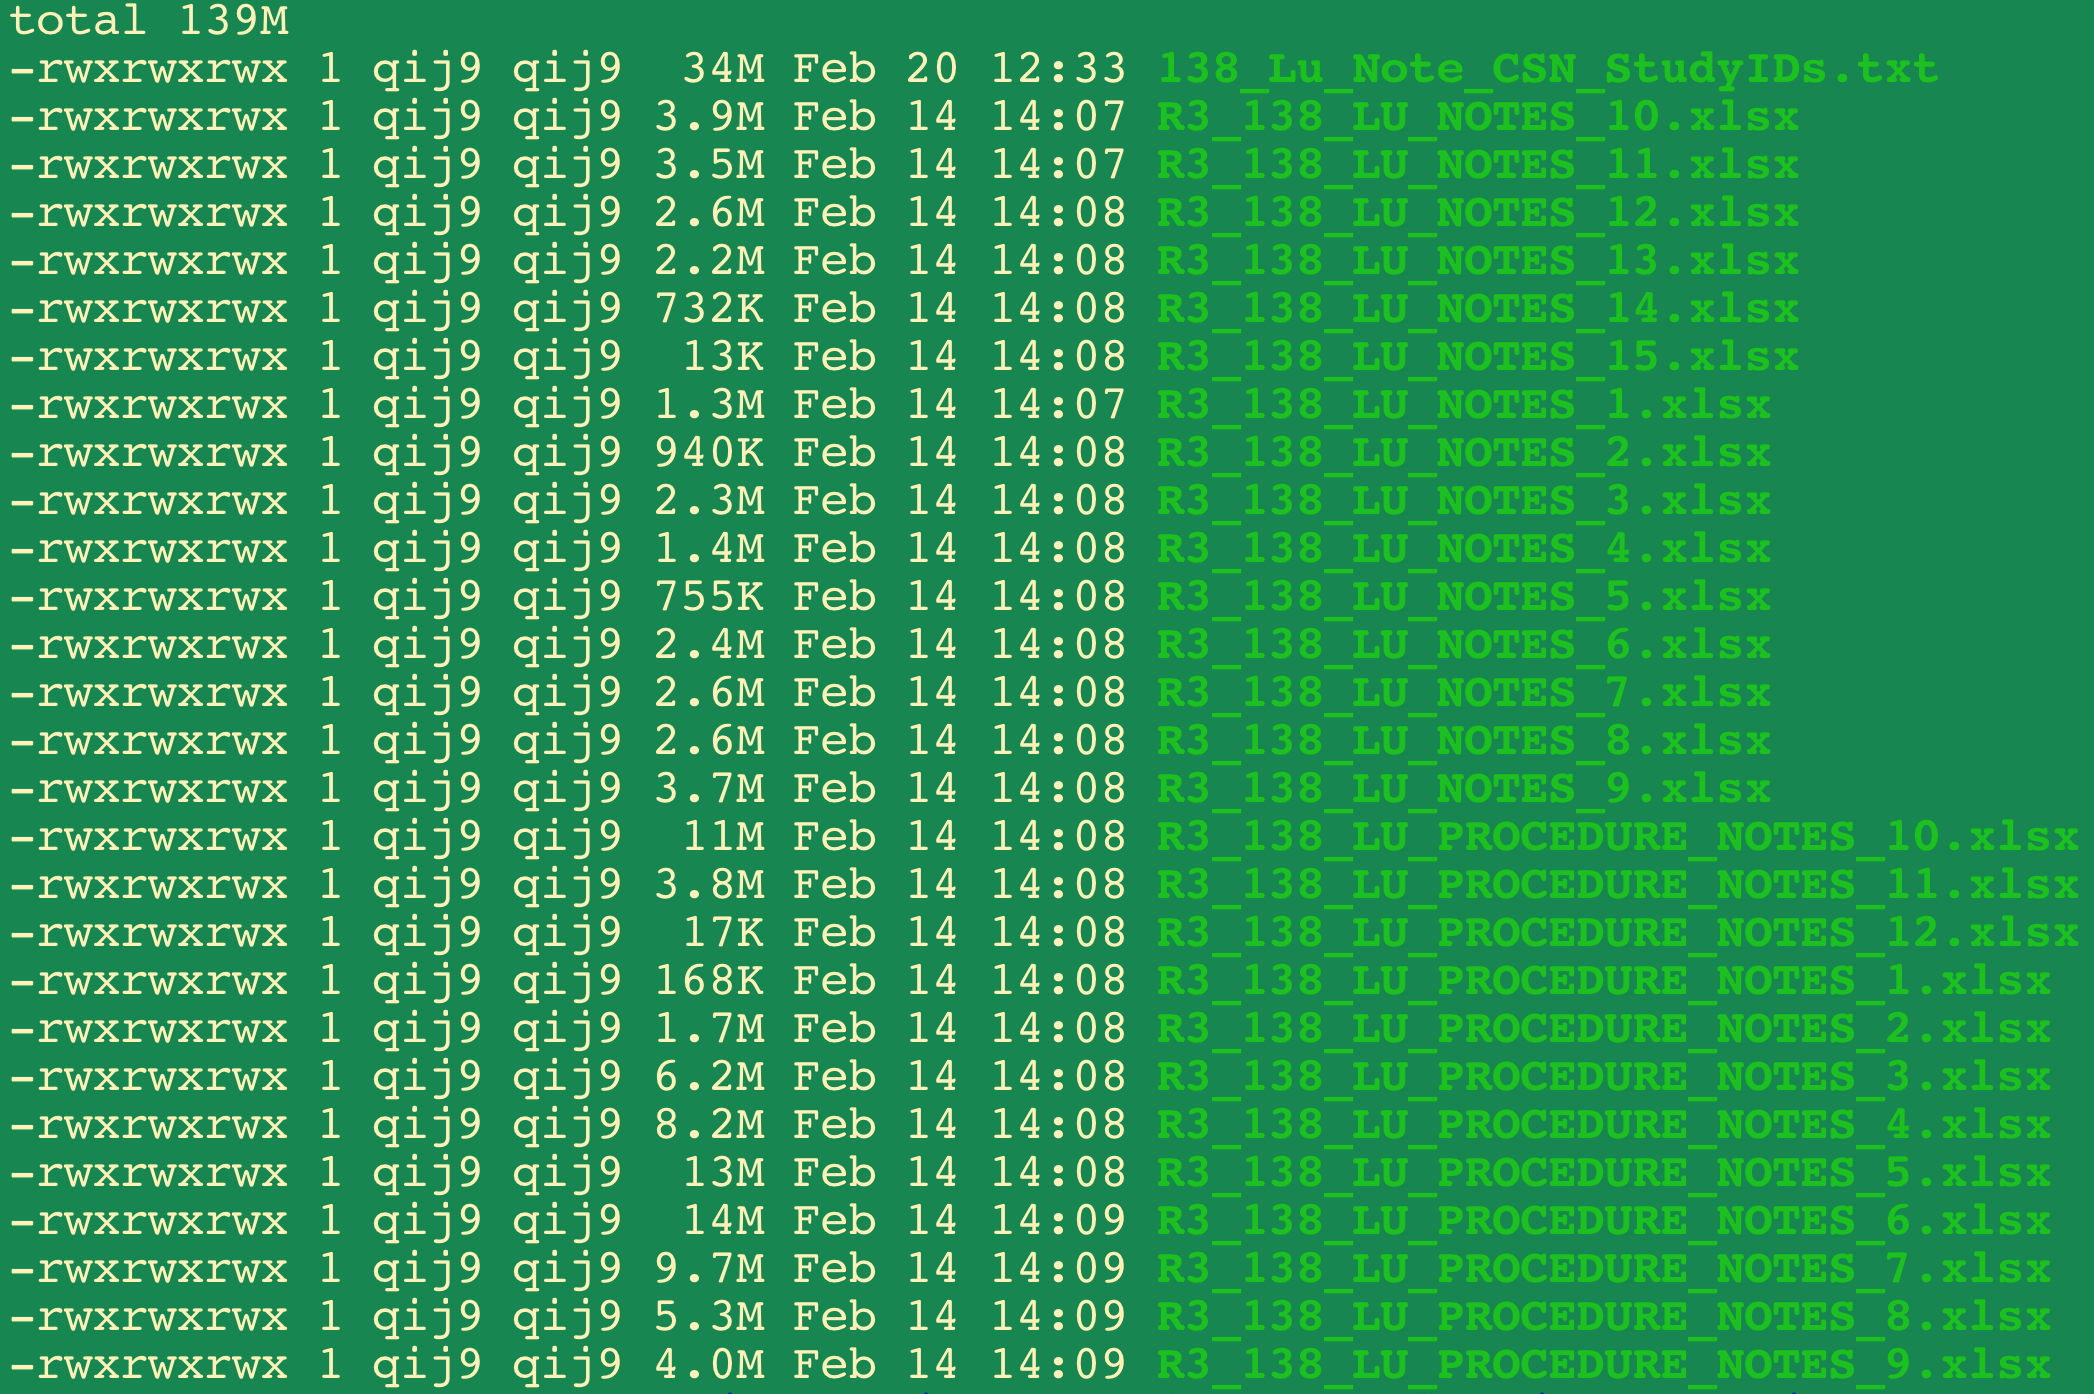 total 139M
-rwxrwxrwx 1 qij9 qij9  34M Feb 20 12:33 138_Lu_Note_CSN_StudyIDs.txt
-rwxrwxrwx 1 qij9 qij9 3.9M Feb 14 14:07 R3_138_LU_NOTES_10.xlsx
-rwxrwxrwx 1 qij9 qij9 3.5M Feb 14 14:07 R3_138_LU_NOTES_11.xlsx
-rwxrwxrwx 1 qij9 qij9 2.6M Feb 14 14:08 R3_138_LU_NOTES_12.xlsx
-rwxrwxrwx 1 qij9 qij9 2.2M Feb 14 14:08 R3_138_LU_NOTES_13.xlsx
-rwxrwxrwx 1 qij9 qij9 732K Feb 14 14:08 R3_138_LU_NOTES_14.xlsx
-rwxrwxrwx 1 qij9 qij9  13K Feb 14 14:08 R3_138_LU_NOTES_15.xlsx
-rwxrwxrwx 1 qij9 qij9 1.3M Feb 14 14:07 R3_138_LU_NOTES_1.xlsx
-rwxrwxrwx 1 qij9 qij9 940K Feb 14 14:08 R3_138_LU_NOTES_2.xlsx
-rwxrwxrwx 1 qij9 qij9 2.3M Feb 14 14:08 R3_138_LU_NOTES_3.xlsx
-rwxrwxrwx 1 qij9 qij9 1.4M Feb 14 14:08 R3_138_LU_NOTES_4.xlsx
-rwxrwxrwx 1 qij9 qij9 755K Feb 14 14:08 R3_138_LU_NOTES_5.xlsx
-rwxrwxrwx 1 qij9 qij9 2.4M Feb 14 14:08 R3_138_LU_NOTES_6.xlsx
-rwxrwxrwx 1 qij9 qij9 2.6M Feb 14 14:08 R3_138_LU_NOTES_7.xlsx
-rwxrwxrwx 1 qij9 qij9 2.6M Feb 14 14:08 R3_138_LU_NOTES_8.xlsx
-rwxrwxrwx 1 qij9 qij9 3.7M Feb 14 14:08 R3_138_LU_NOTES_9.xlsx
-rwxrwxrwx 1 qij9 qij9  11M Feb 14 14:08 R3_138_LU_PROCEDURE_NOTES_10.xlsx
-rwxrwxrwx 1 qij9 qij9 3.8M Feb 14 14:08 R3_138_LU_PROCEDURE_NOTES_11.xlsx
-rwxrwxrwx 1 qij9 qij9  17K Feb 14 14:08 R3_138_LU_PROCEDURE_NOTES_12.xlsx
-rwxrwxrwx 1 qij9 qij9 168K Feb 14 14:08 R3_138_LU_PROCEDURE_NOTES_1.xlsx
-rwxrwxrwx 1 qij9 qij9 1.7M Feb 14 14:08 R3_138_LU_PROCEDURE_NOTES_2.xlsx
-rwxrwxrwx 1 qij9 qij9 6.2M Feb 14 14:08 R3_138_LU_PROCEDURE_NOTES_3.xlsx
-rwxrwxrwx 1 qij9 qij9 8.2M Feb 14 14:08 R3_138_LU_PROCEDURE_NOTES_4.xlsx
-rwxrwxrwx 1 qij9 qij9  13M Feb 14 14:08 R3_138_LU_PROCEDURE_NOTES_5.xlsx
-rwxrwxrwx 1 qij9 qij9  14M Feb 14 14:09 R3_138_LU_PROCEDURE_NOTES_6.xlsx
-rwxrwxrwx 1 qij9 qij9 9.7M Feb 14 14:09 R3_138_LU_PROCEDURE_NOTES_7.xlsx
-rwxrwxrwx 1 qij9 qij9 5.3M Feb 14 14:09 R3_138_LU_PROCEDURE_NOTES_8.xlsx
-rwxrwxrwx 1 qij9 qij9 4.0M Feb 14 14:09 R3_138_LU_PROCEDURE_NOTES_9.xlsx